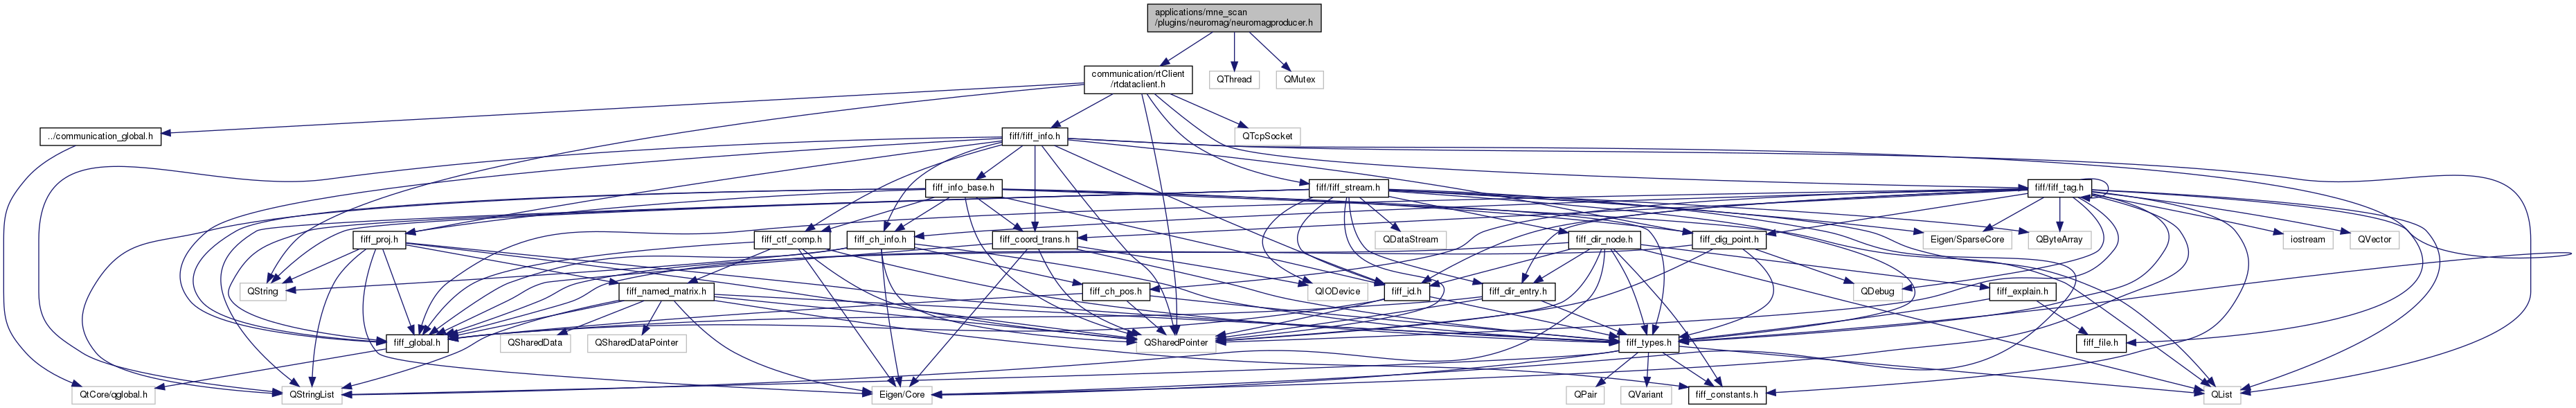 applications/mne_scan
/plugins/neuromag/neuromagproducer.h
communication/rtClient
/rtdataclient.h
QThread
QMutex
../communication_global.h
fiff/fiff_info.h
QTcpSocket
fiff_info_base.h
fiff/fiff_stream.h
fiff/fiff_tag.h
fiff_proj.h
fiff_ctf_comp.h
fiff_ch_info.h
fiff_coord_trans.h
QDataStream
fiff_dir_node.h
fiff_dig_point.h
Eigen/SparseCore
QByteArray
iostream
QVector
QString
fiff_named_matrix.h
fiff_ch_pos.h
QIODevice
fiff_id.h
fiff_dir_entry.h
QDebug
fiff_explain.h
fiff_global.h
QSharedData
QSharedDataPointer
QSharedPointer
fiff_types.h
fiff_file.h
QtCore/qglobal.h
QStringList
Eigen/Core
QPair
QVariant
fiff_constants.h
QList